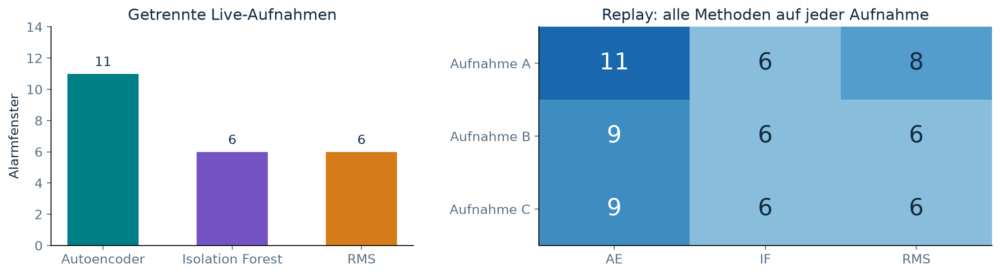 Getrennte Live-Aufnahmen
Alarmfenster
14
12
10
8
6
4
2
0
11
6
6
Autoencoder
Isolation Forest
RMS
Replay: alle Methoden auf jeder Aufnahme
Aufnahme A
11
6
8
Aufnahme B
9
6
6
Aufnahme C
9
6
6
AE
IF
RMS